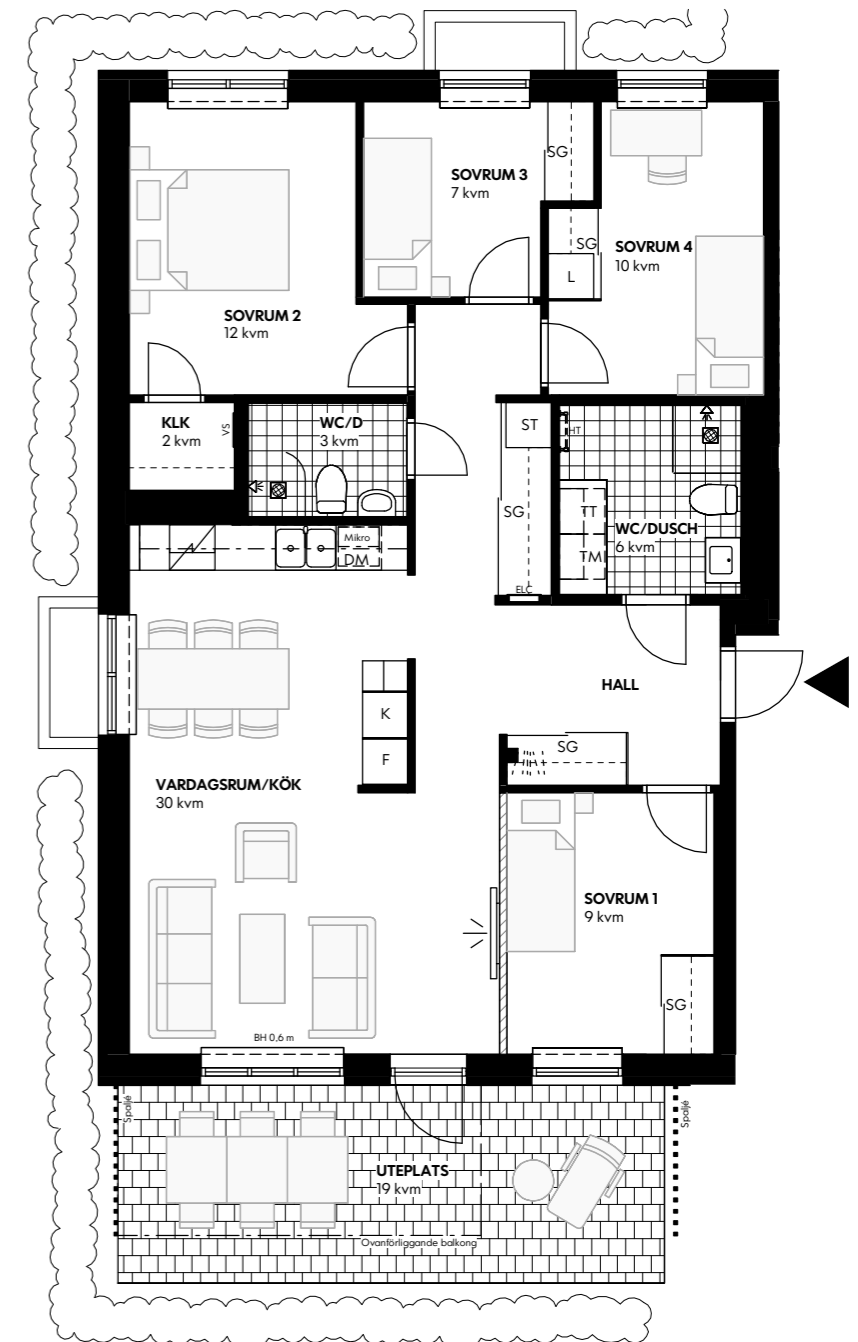 SG
SOVRUM 3
7 kvm
SG
SOVRUM 4
10 kvm
L
SOVRUM 2
12 kvm
KLK
2 kvm
VS
WC/D
3 kvm
ST
HT
SG
TT
WC/DUSCH
6 kvm
TM
Mikro
DM
ELC
HALL
K
SG
F
VARDAGSRUM/KÖK
30 kvm
SOVRUM 1
9 kvm
SG
BH 0,6 m
Spaljé
Spaljé
UTEPLATS
19 kvm
Ovanförliggande balkong